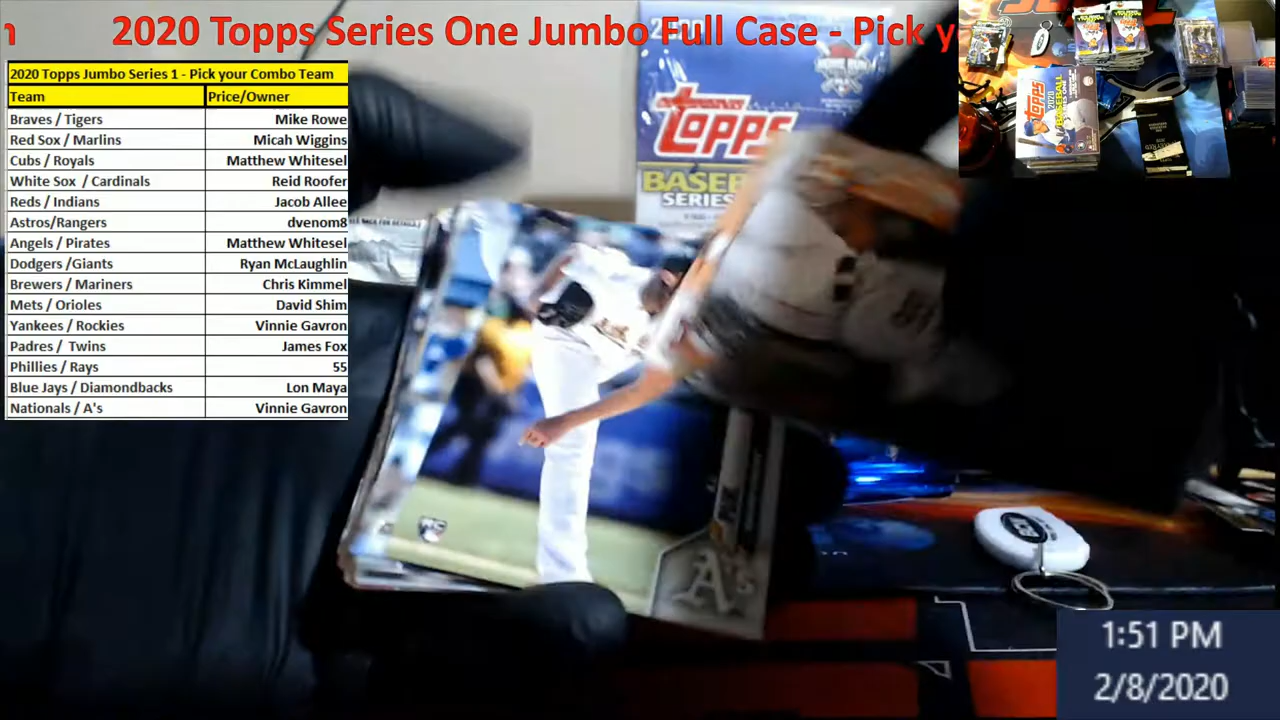 2020 Topps Series One Jumbo Full Case - Pick y
2020 Topps Jumbo Series 1 - Pick your Combo Team
Team Price/Owner
Braves / Tigers Mike Rowe
Red Sox / Marlins Micah Wiggins
Cubs / Royals Matthew Whitesel
White Sox / Cardinals Reid Roofer
Reds / Indians Jacob Allee
Astros/Rangers dvenom8
Angels / Pirates Matthew Whitesel
Dodgers /Giants Ryan McLaughlin
Brewers / Mariners Chris Kimmel
Mets / Orioles David Shim
Yankees / Rockies Vinnie Gavron
Padres / Twins James Fox
Phillies / Rays 55
Blue Jays / Diamondbacks Lon Maya
Nationals / A's Vinnie Gavron
Topps
BASEB
SERIES
Topps
2020
BASEBALL
A's
1:51 PM
2/8/2020